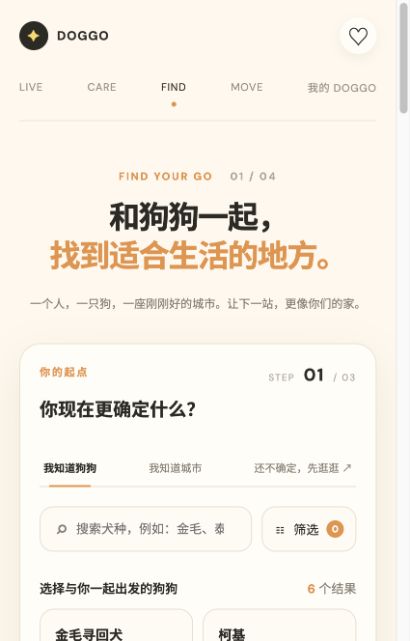 DOGGO
LIVE CARE FIND MOVE 我的 DOGGO
FIND YOUR GO 01 / 04
和狗狗一起，
找到适合生活的地方。
一个人，一只狗，一座刚刚好的城市。让下一站，更像你们的家。
你的起点 STEP 01 / 03
你现在更确定什么？
我知道狗狗 我知道城市 还不确定，先逛逛 ↗
搜索犬种，例如：金毛、泰 筛选 0
选择与你一起出发的狗狗 6 个结果
金毛寻回犬 柯基